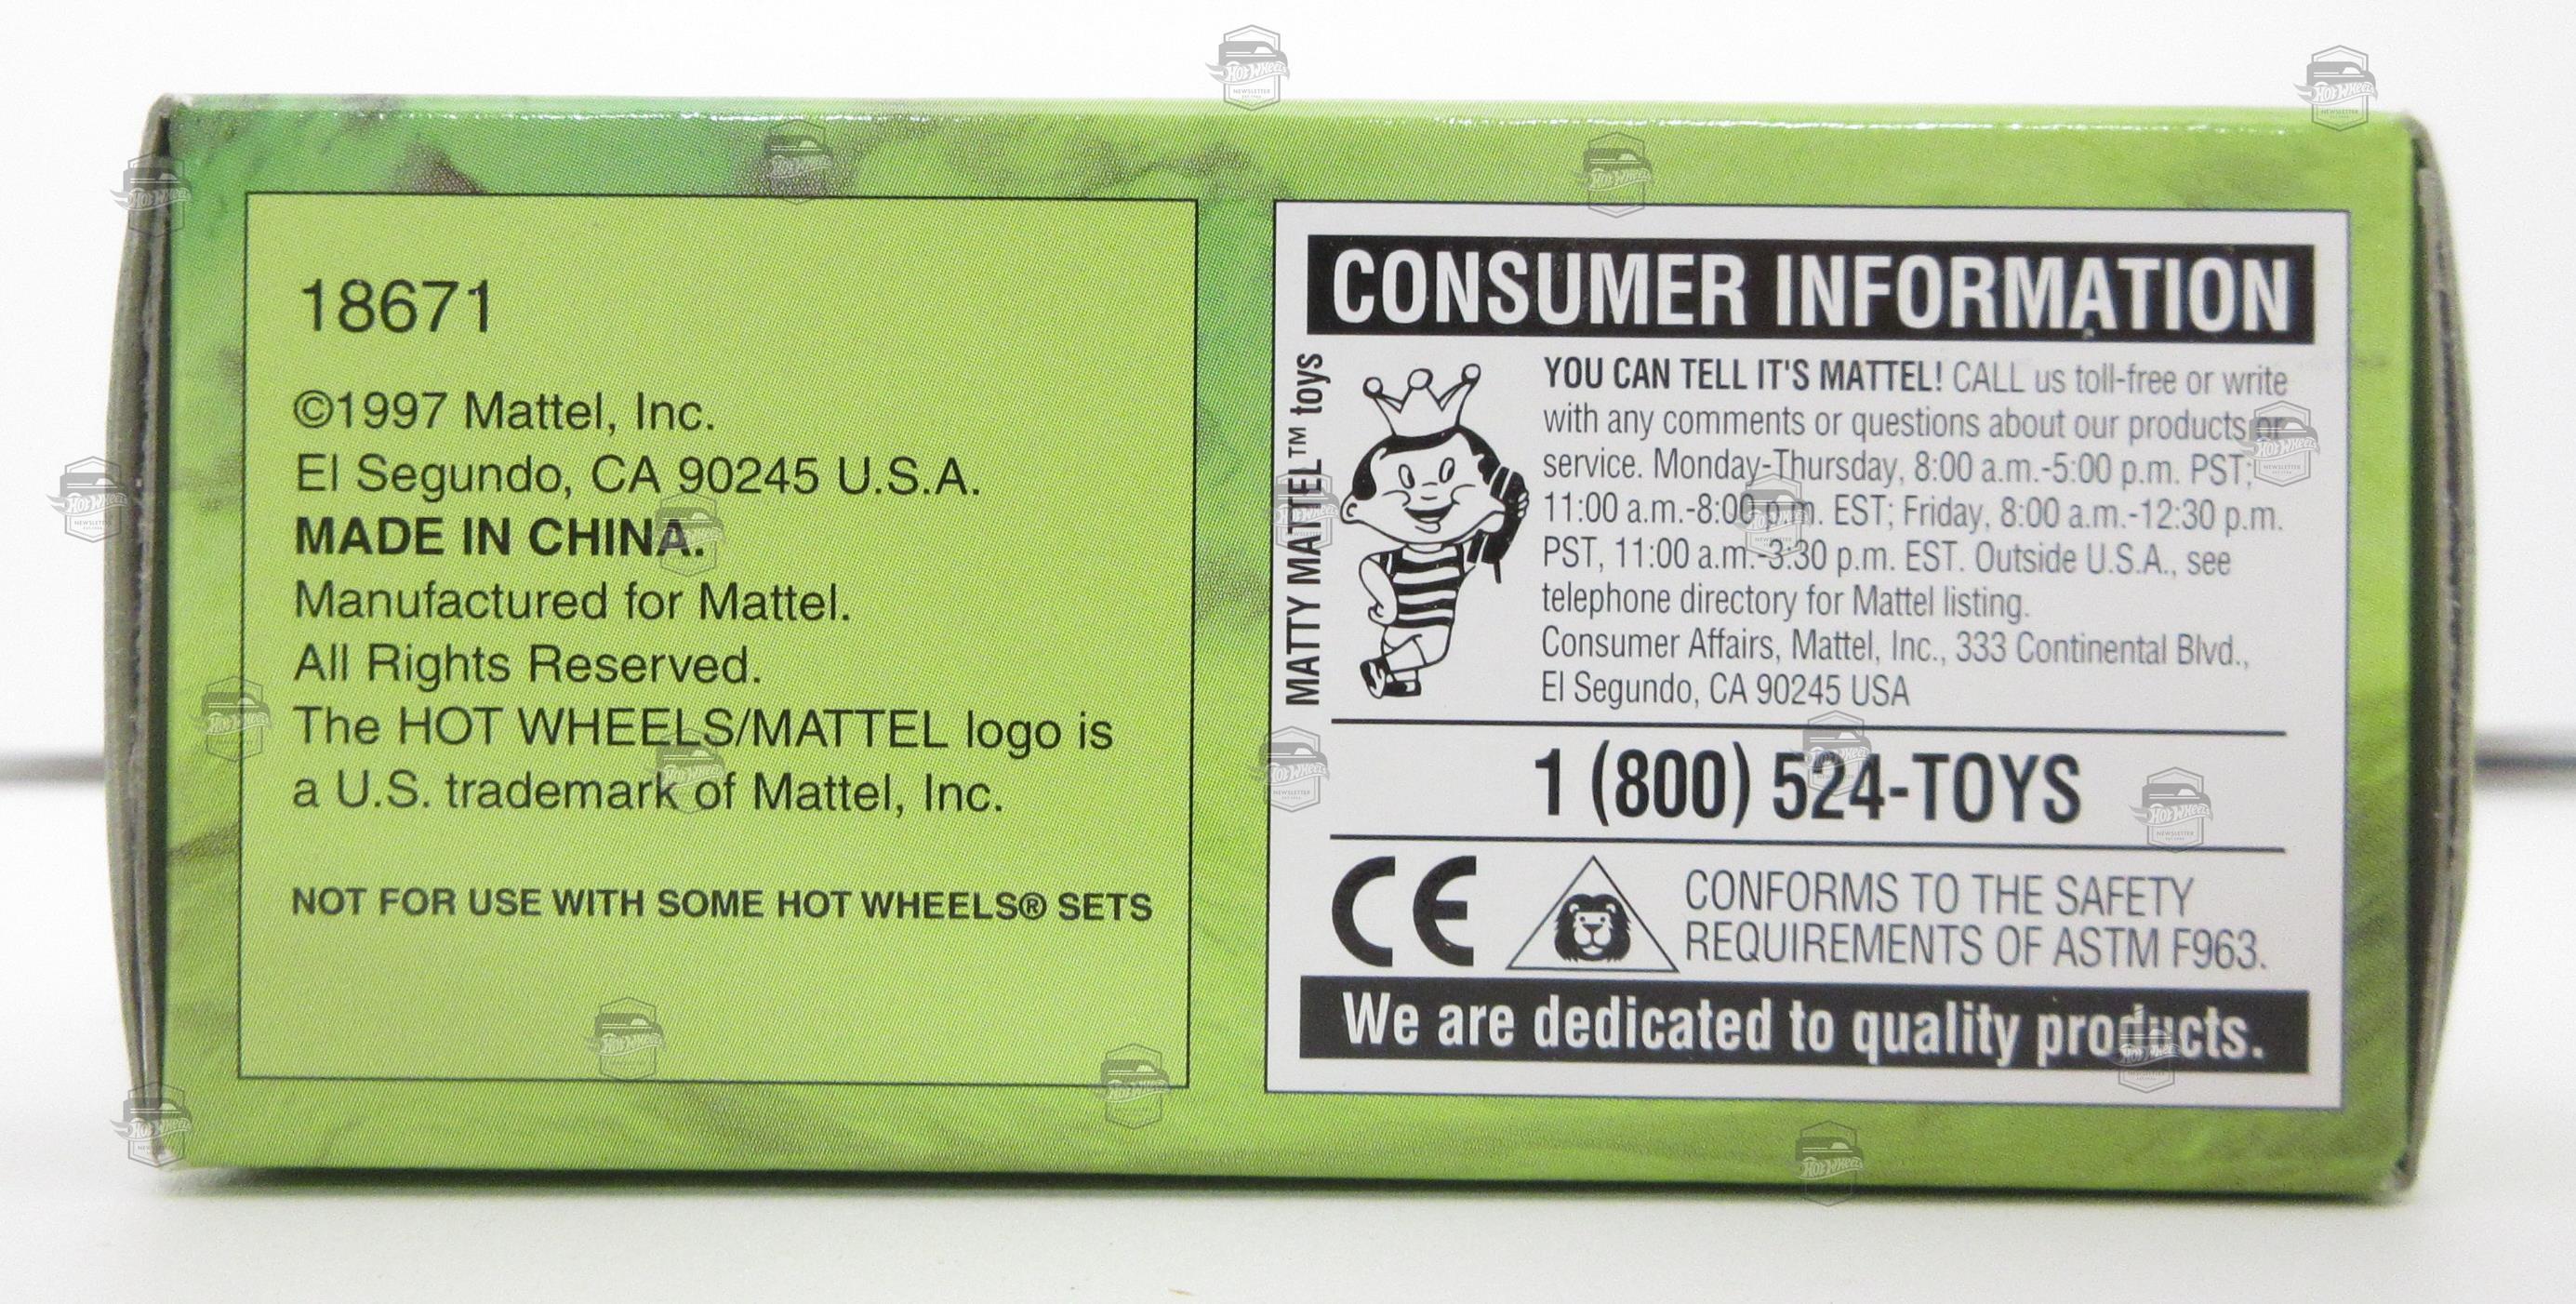 18671
©1997 Mattel, Inc.
El Segundo, CA 90245 U.S.A.
MADE IN CHINA.
Manufactured for Mattel.
All Rights Reserved.
The HOT WHEELS/MATTEL logo is
a U.S. trademark of Mattel, Inc.
NOT FOR USE WITH SOME HOT WHEELS® SETS
CONSUMER INFORMATION
MATTY MATTEL™ toys
YOU CAN TELL IT'S MATTEL! CALL us toll-free or write
with any comments or questions about our products or
service. Monday-Thursday, 8:00 a.m.-5:00 p.m. PST;
11:00 a.m.-8:00 p.m. EST; Friday, 8:00 a.m.-12:30 p.m.
PST, 11:00 a.m.-3:30 p.m. EST. Outside U.S.A., see
telephone directory for Mattel listing.
Consumer Affairs, Mattel, Inc., 333 Continental Blvd.,
El Segundo, CA 90245 USA
1 (800) 524-TOYS
CE
CONFORMS TO THE SAFETY
REQUIREMENTS OF ASTM F963.
We are dedicated to quality products.
Hot Wheels
NEWSLETTER